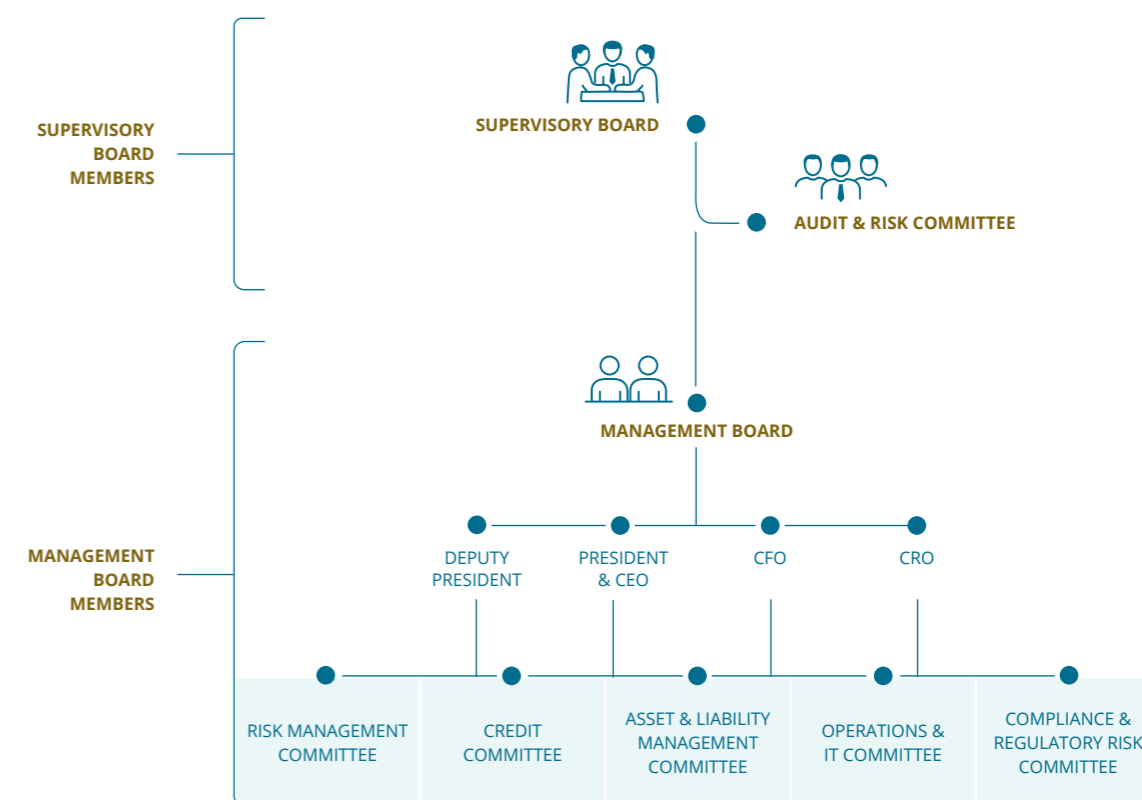 SUPERVISORY
BOARD
MEMBERS
SUPERVISORY BOARD
AUDIT & RISK COMMITTEE
MANAGEMENT BOARD
MANAGEMENT
BOARD
MEMBERS
DEPUTY
PRESIDENT
PRESIDENT
& CEO
CFO
CRO
RISK MANAGEMENT
COMMITTEE
CREDIT
COMMITTEE
ASSET & LIABILITY
MANAGEMENT
COMMITTEE
OPERATIONS &
IT COMMITTEE
COMPLIANCE &
REGULATORY RISK
COMMITTEE